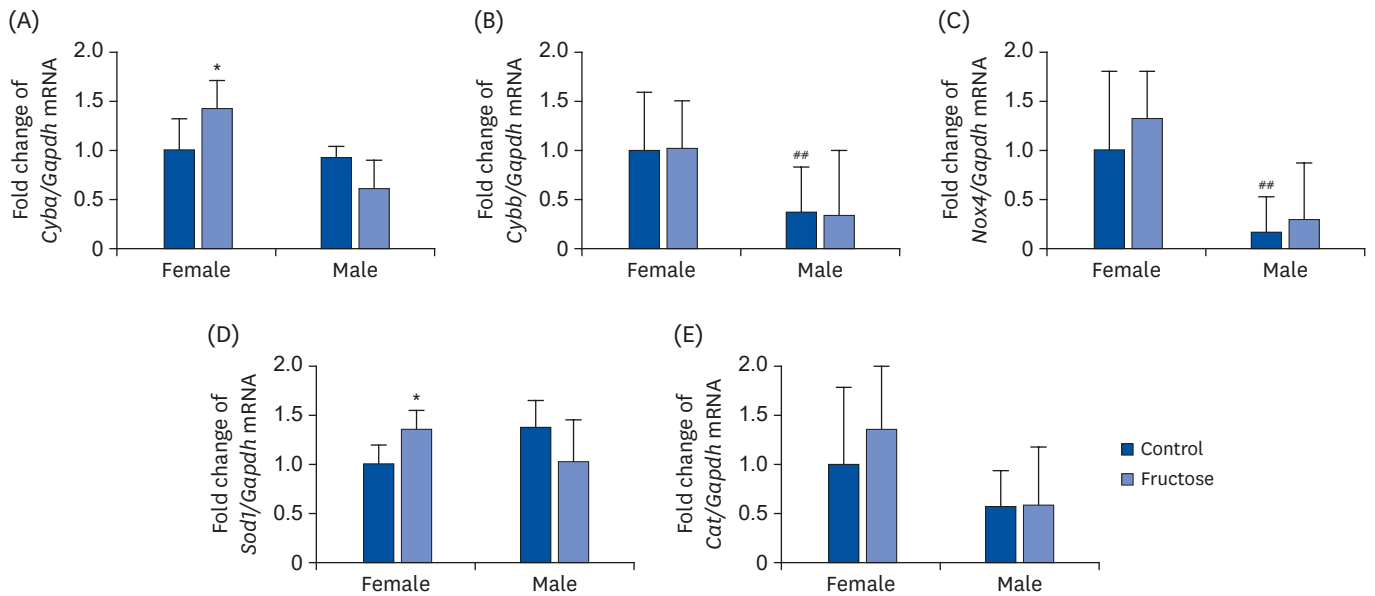 (A)
Fold change of
Cyba/Gapdh mRNA
2.0
1.5
1.0
0.5
0
*
Female
Male
(B)
Fold change of
Cybb/Gapdh mRNA
2.0
1.5
1.0
0.5
0
##
Female
Male
(C)
Fold change of
Nox4/Gapdh mRNA
2.0
1.5
1.0
0.5
0
##
Female
Male
(D)
Fold change of
Sod1/Gapdh mRNA
2.0
1.5
1.0
0.5
0
*
Female
Male
(E)
Fold change of
Cat/Gapdh mRNA
2.0
1.5
1.0
0.5
0
Female
Male
Control
Fructose